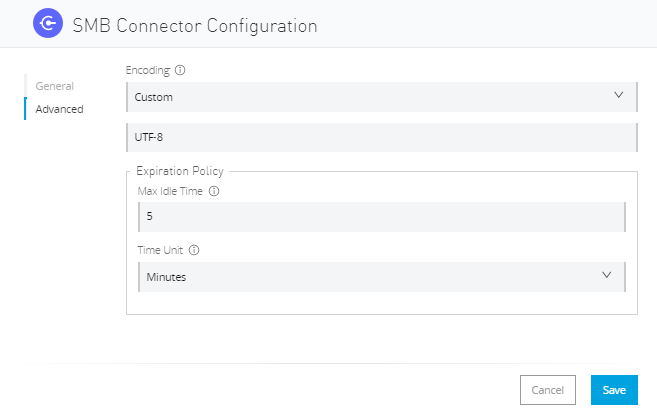 SMB Connector Configuration
General
Advanced
Encoding
Custom
UTF-8
Expiration Policy
Max Idle Time
5
Time Unit
Minutes
Cancel
Save